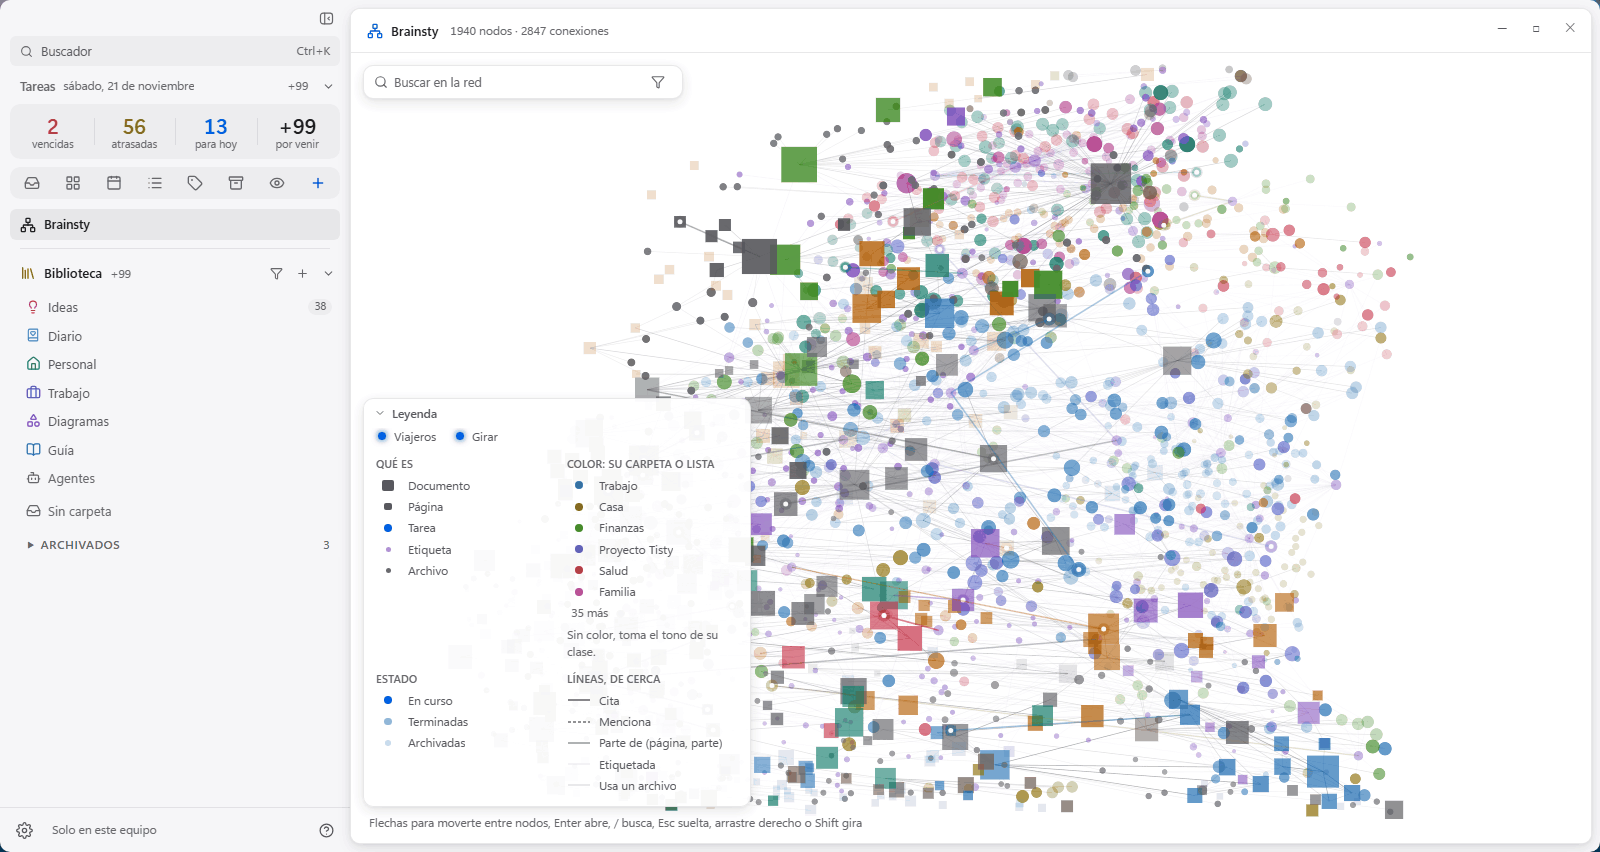 Buscador Ctrl+K
Tareas sábado, 21 de noviembre +99
2 56 13 +99
vencidas atrasadas para hoy por venir
Brainsty
Biblioteca +99
Ideas 38
Diario
Personal
Trabajo
Diagramas
Guía
Agentes
Sin carpeta
ARCHIVADOS 3
Solo en este equipo
Brainsty 1940 nodos · 2847 conexiones
Buscar en la red
Leyenda
Viajeros Girar
QUÉ ES
Documento
Página
Tarea
Etiqueta
Archivo
COLOR: SU CARPETA O LISTA
Trabajo
Casa
Finanzas
Proyecto Tisty
Salud
Familia
35 más
Sin color, toma el tono de su
clase.
ESTADO
En curso
Terminadas
Archivadas
LÍNEAS, DE CERCA
Cita
Menciona
Parte de (página, parte)
Etiquetada
Usa un archivo
Flechas para moverte entre nodos, Enter abre, / busca, Esc suelta, arrastre derecho o Shift gira